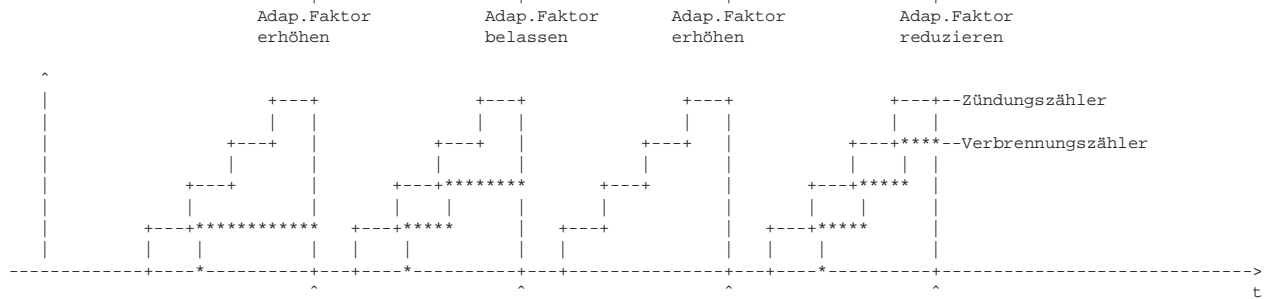 Adap.Faktor Adap.Faktor Adap.Faktor Adap.Faktor
erhöhen belassen erhöhen reduzieren
Zündungszähler
Verbrennungszähler
t